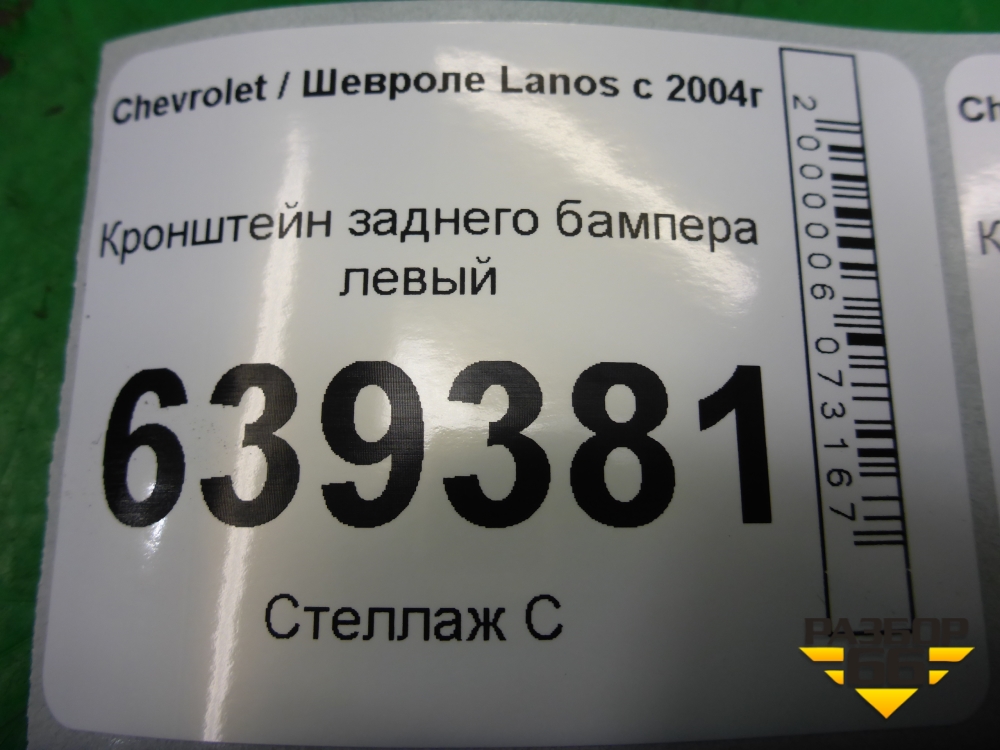 Chevrolet / Шевроле Lanos с 2004г
Кронштейн заднего бампера
левый
639381
Стеллаж С
2000006073167
РАЗБОР
66
Ch
К